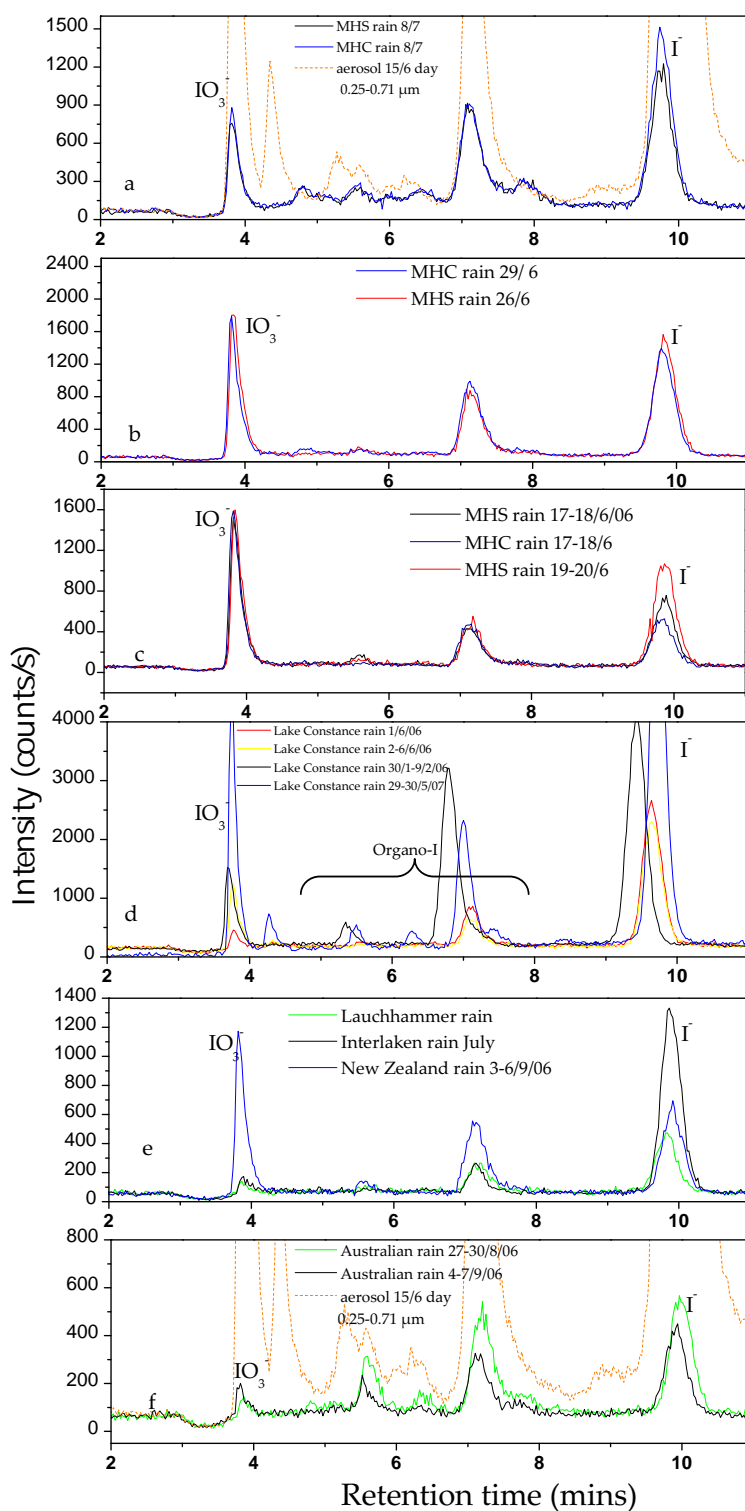 Intensity (counts/s)
1500
1200
900
600
300
0
MHS rain 8/7
MHC rain 8/7
aerosol 15/6 day
0.25-0.71 µm
IO3-
I-
a
2 4 6 8 10
2400
2000
1600
1200
800
400
0
MHC rain 29/ 6
MHS rain 26/6
IO3-
I-
b
2 4 6 8 10
1600
1200
800
400
0
MHS rain 17-18/6/06
MHC rain 17-18/6
MHS rain 19-20/6
IO3-
I-
c
2 4 6 8 10
4000
3000
2000
1000
0
Lake Constance rain 1/6/06
Lake Constance rain 2-6/6/06
Lake Constance rain 30/1-9/2/06
Lake Constance rain 29-30/5/07
IO3-
I-
Organo-I
d
2 4 6 8 10
1400
1200
1000
800
600
400
200
0
Lauchhammer rain
Interlaken rain July
New Zealand rain 3-6/9/06
IO3-
I-
e
2 4 6 8 10
800
600
400
200
0
Australian rain 27-30/8/06
Australian rain 4-7/9/06
aerosol 15/6 day
0.25-0.71 µm
IO3-
I-
f
2 4 6 8 10
Retention time (mins)